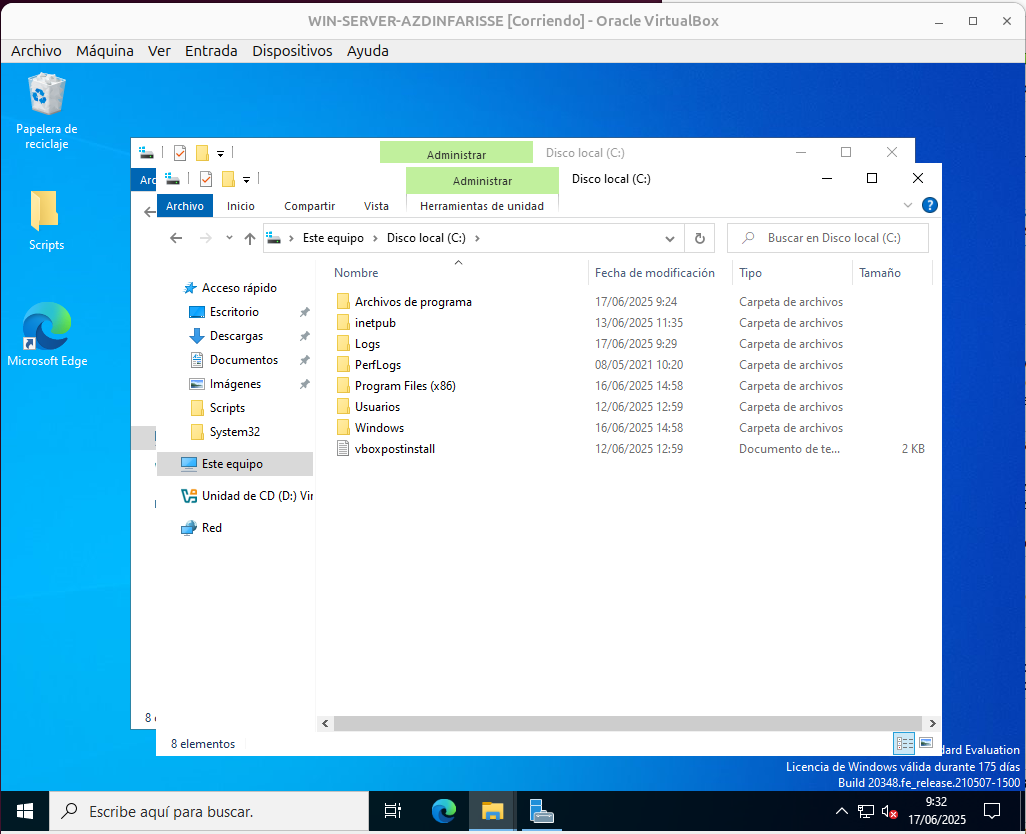 WIN-SERVER-AZDINFARISSE [Corriendo] - Oracle VirtualBox
Archivo Máquina Ver Entrada Dispositivos Ayuda
Papelera de
reciclaje
Scripts
Microsoft Edge
Administrar Disco local (C:)
Arc
Administrar Disco local (C:)
Archivo Inicio Compartir Vista Herramientas de unidad
Este equipo Disco local (C:)
Buscar en Disco local (C:)
Nombre Fecha de modificación Tipo Tamaño
Acceso rápido
Escritorio
Descargas
Documentos
Imágenes
Scripts
System32
Este equipo
Unidad de CD (D:) Vir
Red
Archivos de programa 17/06/2025 9:24 Carpeta de archivos
inetpub 13/06/2025 11:35 Carpeta de archivos
Logs 17/06/2025 9:29 Carpeta de archivos
PerfLogs 08/05/2021 10:20 Carpeta de archivos
Program Files (x86) 16/06/2025 14:58 Carpeta de archivos
Usuarios 12/06/2025 12:59 Carpeta de archivos
Windows 16/06/2025 14:58 Carpeta de archivos
vboxpostinstall 12/06/2025 12:59 Documento de te... 2 KB
8 e
8 elementos
dard Evaluation
Licencia de Windows válida durante 175 días
Build 20348.fe_release.210507-1500
Escribe aquí para buscar.
9:32
17/06/2025